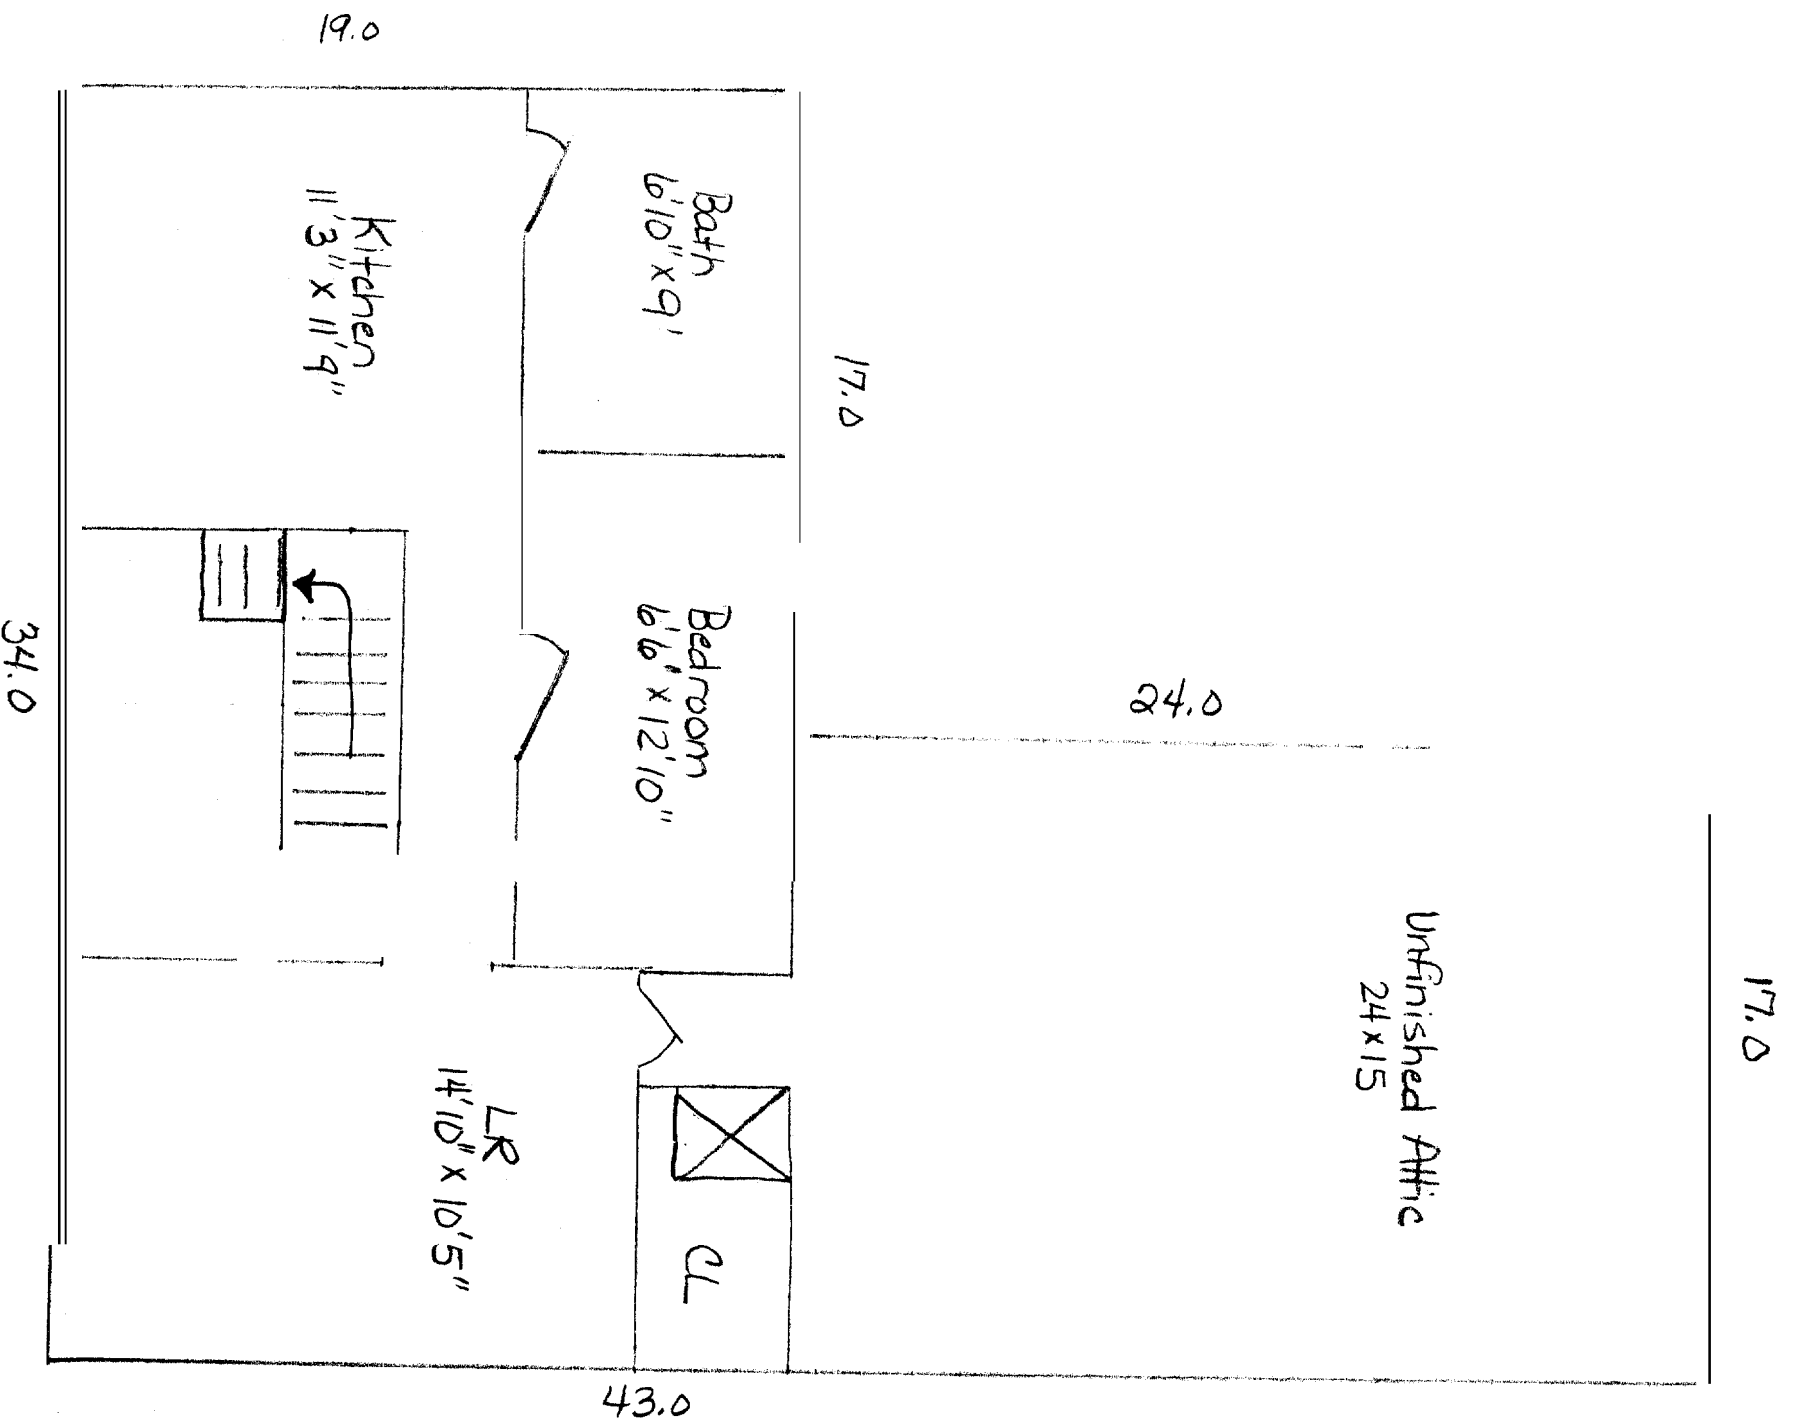 19.0
Bath
6'10" x 9'
Kitchen
11'3" x 11'9"
17.0
24.0
Bedroom
6'6" x 12'10"
34.0
Unfinished Attic
24 x 15
17.0
LR
14'10" x 10'5"
CL
43.0